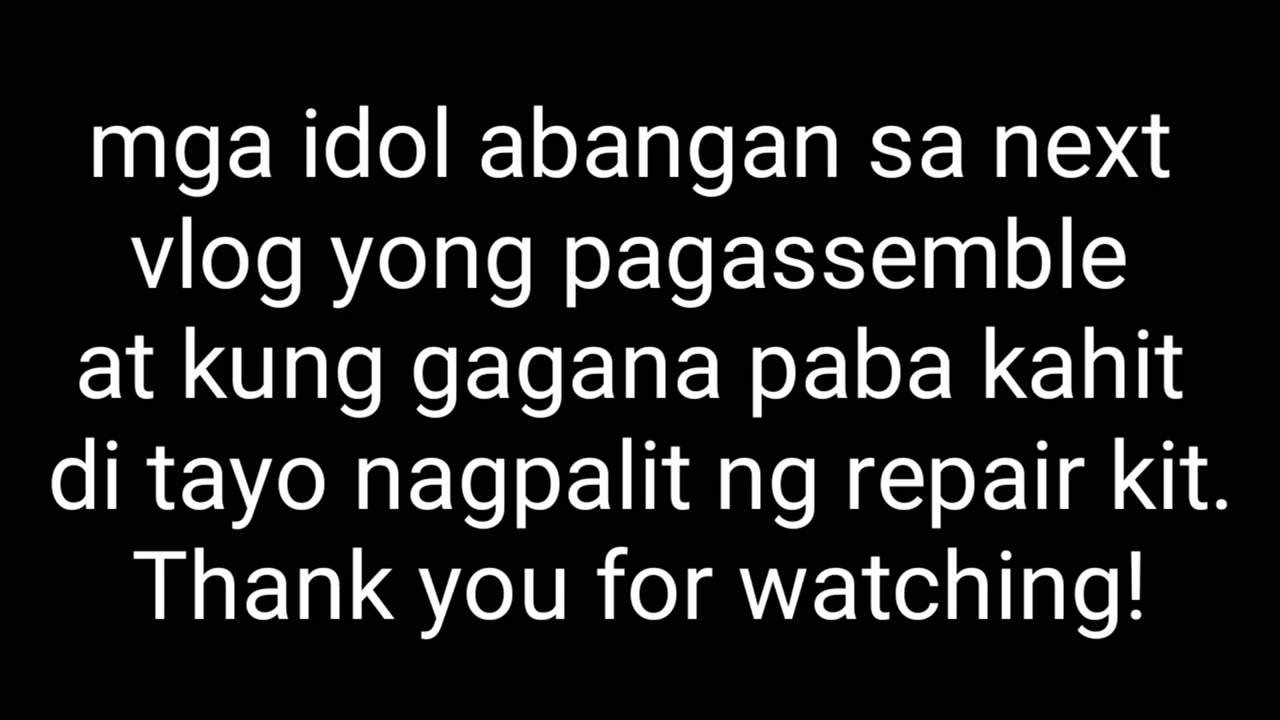 mga idol abangan sa next
vlog yong pagassemble
at kung gagana paba kahit
di tayo nagpalit ng repair kit.
Thank you for watching!